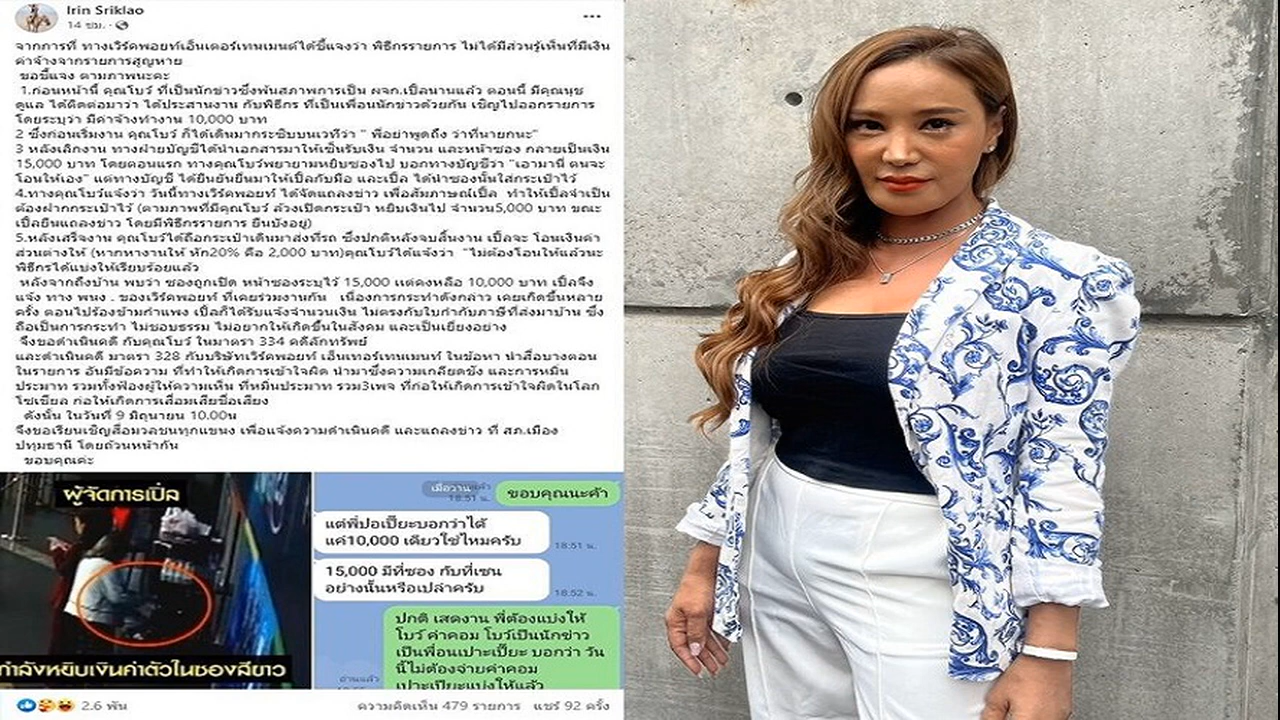 Irin Sriklao
14 ชม.
จากการที่ ทางเวิร์คพอยท์เอ็นเตอร์เทนเมนต์ได้ชี้แจงว่า พิธีกรรายการ ไม่ได้มีส่วนรู้เห็นที่มีเงิน
ค่าจ้างจากรายการสูญหาย
ขอชี้แจง ตามภาพนะคะ
1.ก่อนหน้านี้ คุณโบว์ ที่เป็นนักข่าวซึ่งพ้นสภาพการเป็น ผจก.เปิ้ลนานแล้ว ตอนนี้ มีคุณนุช
ดูแล ได้ติดต่อมาว่า ได้ประสานงาน กับพิธีกร ที่เป็นเพื่อนนักข่าวด้วยกัน เชิญไปออกรายการ
โดยระบุว่า มีค่าจ้างทำงาน 10,000 บาท
2 ซึ่งก่อนเริ่มงาน คุณโบว์ ก็ได้เดินมากระซิบบนเวทีว่า " พี่อย่าพูดถึง ว่าที่นายกนะ"
3 หลังเลิกงาน ทางฝ่ายบัญชีได้นำเอกสารมาให้เซ็นรับเงิน จำนวน และหน้าซอง กลายเป็นเงิน
15,000 บาท โดยตอนแรก ทางคุณโบว์พยายามหยิบซองไป บอกทางบัญชีว่า "เอามานี่ ตนจะ
โอนให้เอง" แต่ทางบัญชี ได้ยืนยันยื่นมาให้เปิ้ลกับมือ และเปิ้ล ได้นำซองนั้นใส่กระเป๋าไว้
4.ทางคุณโบว์แจ้งว่า วันนี้ทางเวิร์คพอยท์ ได้จัดแถลงข่าว เพื่อสัมภาษณ์เปิ้ล ทำให้เปิ้ลจำเป็น
ต้องฝากกระเป๋าไว้ (ตามภาพที่มีคุณโบว์ ล้วงเปิดกระเป๋า หยิบเงินไป จำนวน5,000 บาท ขณะ
เปิ้ลยืนแถลงข่าว โดยมีพิธีกรรายการ ยืนบังอยู่)
5.หลังเสร็จงาน คุณโบว์ได้ถือกระเป๋าเดินมาส่งที่รถ ซึ่งปกติหลังจบสิ้นงาน เปิ้ลจะ โอนเงินค่า
ส่วนต่างให้ (หากหางานให้ หัก20% คือ 2,000 บาท)คุณโบว์ได้แจ้งว่า "ไม่ต้องโอนให้แล้วนะ
พิธีกรได้แบ่งให้เรียบร้อยแล้ว
หลังจากถึงบ้าน พบว่า ซองถูกเปิด หน้าซองระบุไว้ 15,000 แต่คงเหลือ 10,000 บาท เปิ้ลจึง
แจ้ง ทาง พนง . ของเวิร์คพอยท์ ที่เคยร่วมงานกัน เนื่องการกระทำดังกล่าว เคยเกิดขึ้นหลาย
ครั้ง ตอนไปร้องข้ามกำแพง เปิ้ลก็ได้รับแจ้งจำนวนเงิน ไม่ตรงกับใบกำกับภาษีที่ส่งมาบ้าน ซึ่ง
ถือเป็นการกระทำ ไม่ชอบธรรม ไม่อยากให้เกิดขึ้นในสังคม และเป็นเยี่ยงอย่าง
จึงขอดำเนินคดี กับคุณโบว์ ในมาตรา 334 คดีลักทรัพย์
และดำเนินคดี มาตรา 328 กับบริษัทเวิร์คพอยท์ เอ็นเทอร์เทนเมนท์ ในข้อหา นำสื่อบางตอน
ในรายการ อันมีข้อความ ที่ทำให้เกิดการเข้าใจผิด นำมาซึ่งความเกลียดชัง และการหมิ่น
ประมาท รวมทั้งฟ้องผู้ให้ความเห็น ที่หมิ่นประมาท รวม3เพจ ที่ก่อให้เกิดการเข้าใจผิดในโลก
โซเชียล ก่อให้เกิดการเสื่อมเสียชื่อเสียง
ดังนั้น ในวันที่ 9 มิถุนายน 10.00น
จึงขอเรียนเชิญสื่อมวลชนทุกแขนง เพื่อแจ้งความดำเนินคดี และแถลงข่าว ที่ สภ.เมือง
ปทุมธานี โดยถ้วนหน้ากัน
ขอบคุณค่ะ
ผู้จัดการเปิ้ล
กำลังหยิบเงินค่าตัวในซองสีขาว
เมื่อวาน
18:51 น.
ขอบคุณนะค้า
แต่พี่ปอเปี๊ยะบอกว่าได้
แค่10,000 เดียวใช่ไหมครับ
18:51 น.
15,000 มีที่ซอง กับที่เซน
อย่างนั้นหรือเปล่าครับ
18:52 น.
ปกติ เสดงาน พี่ต้องแบ่งให้
โบว์ ค่าคอม โบว์เป็นนักข่าว
เป็นพื่อนเปาะเปี๊ยะ บอกว่า วัน
นี้ไม่ต้องจ่ายค่าคอม
เปาะเปียะแบ่งให้แล้ว
อ่านแล้ว
2.6 พัน
ความคิดเห็น 479 รายการ แชร์ 92 ครั้ง